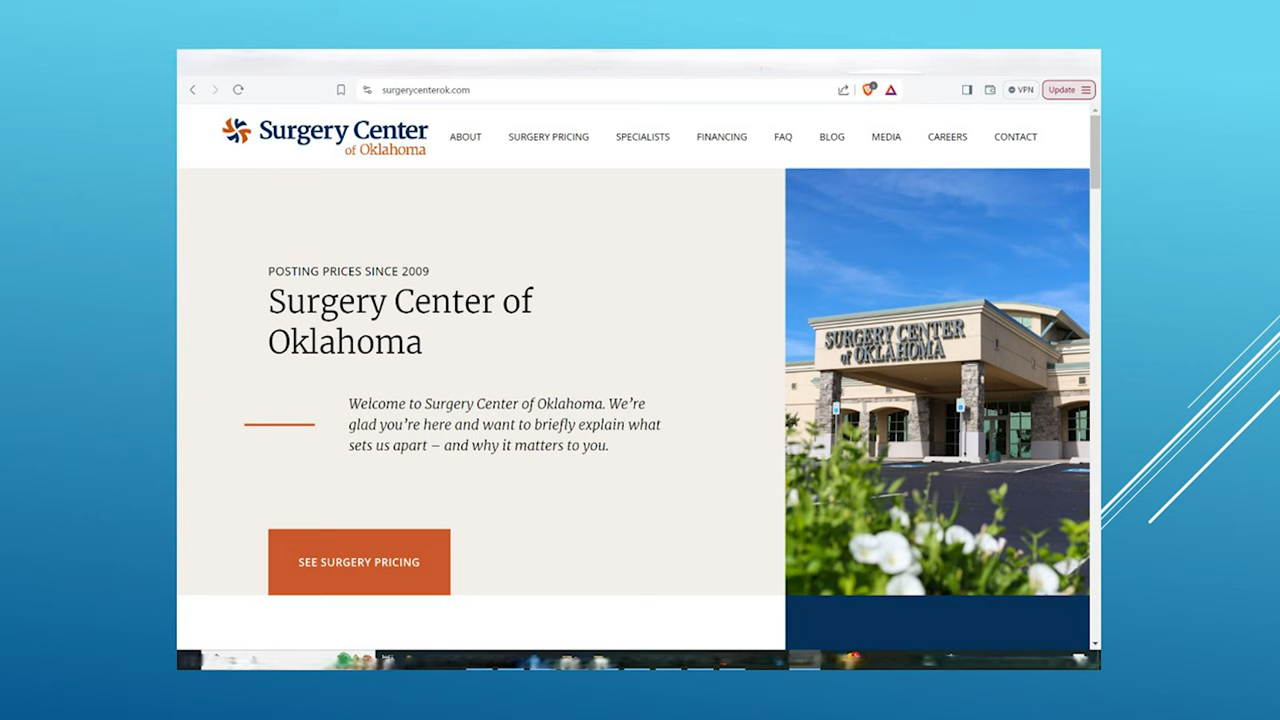 surgerycenterok.com
VPN
Update
Surgery Center
of Oklahoma
ABOUT
SURGERY PRICING
SPECIALISTS
FINANCING
FAQ
BLOG
MEDIA
CAREERS
CONTACT
POSTING PRICES SINCE 2009
Surgery Center of
Oklahoma
Welcome to Surgery Center of Oklahoma. We’re
glad you’re here and want to briefly explain what
sets us apart – and why it matters to you.
SEE SURGERY PRICING
SURGERY CENTER
of OKLAHOMA